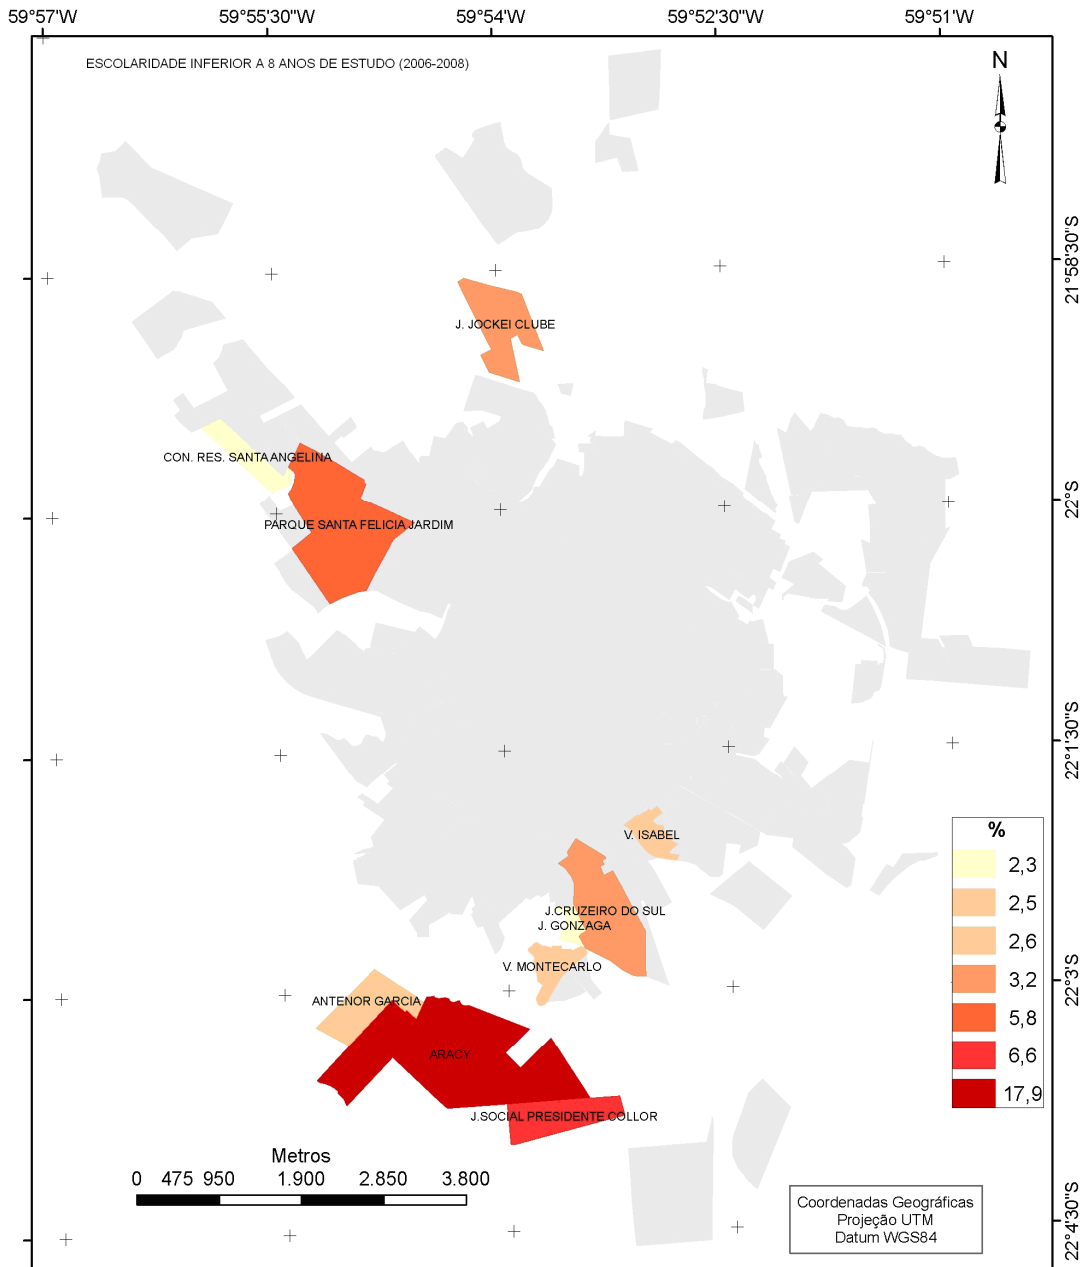 59°57'W 59°55'30"W 59°54'W 59°52'30"W 59°51'W
ESCOLARIDADE INFERIOR A 8 ANOS DE ESTUDO (2006-2008)
N
21°58'30"S
J. JOCKEI CLUBE
CON. RES. SANTA ANGELINA
22°S
PARQUE SANTA FELICIA JARDIM
22°1'30"S
V. ISABEL
J.CRUZEIRO DO SUL
J. GONZAGA
V. MONTECARLO
22°3'S
ANTENOR GARCIA
ARACY
J.SOCIAL PRESIDENTE COLLOR
%
2,3
2,5
2,6
3,2
5,8
6,6
17,9
Metros
0 475 950 1.900 2.850 3.800
22°4'30"S
Coordenadas Geográficas
Projeção UTM
Datum WGS84